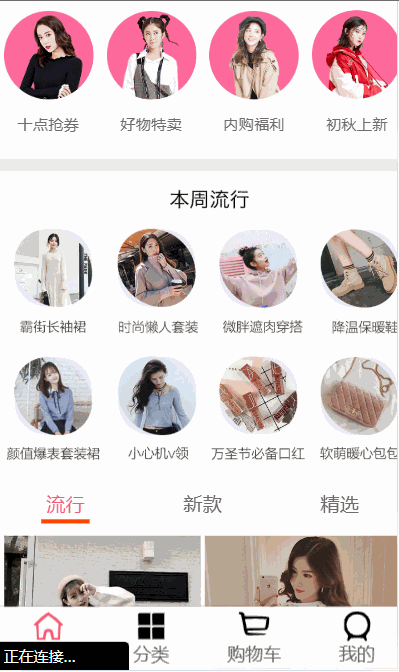 十点抢券 好物特卖 内购福利 初秋上新
本周流行
霸街长袖裙 时尚懒人套装 微胖遮肉穿搭 降温保暖鞋
颜值爆表套装裙 小心机v领 万圣节必备口红 软萌暖心包包
流行 新款 精选
分类 购物车 我的
正在连接...